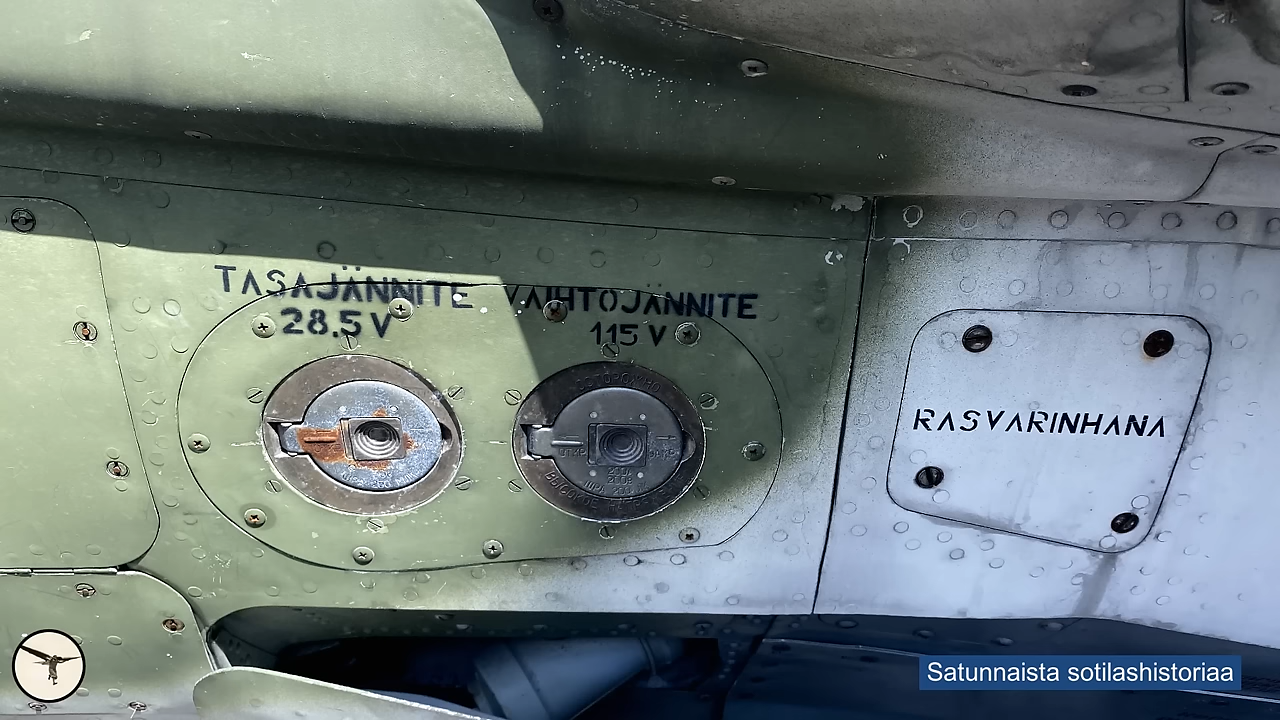 TASAJÄNNITE VAIHTOJÄNNITE
28.5 V 115 V
RASVARINHANA
Satunnaista sotilashistoriaa